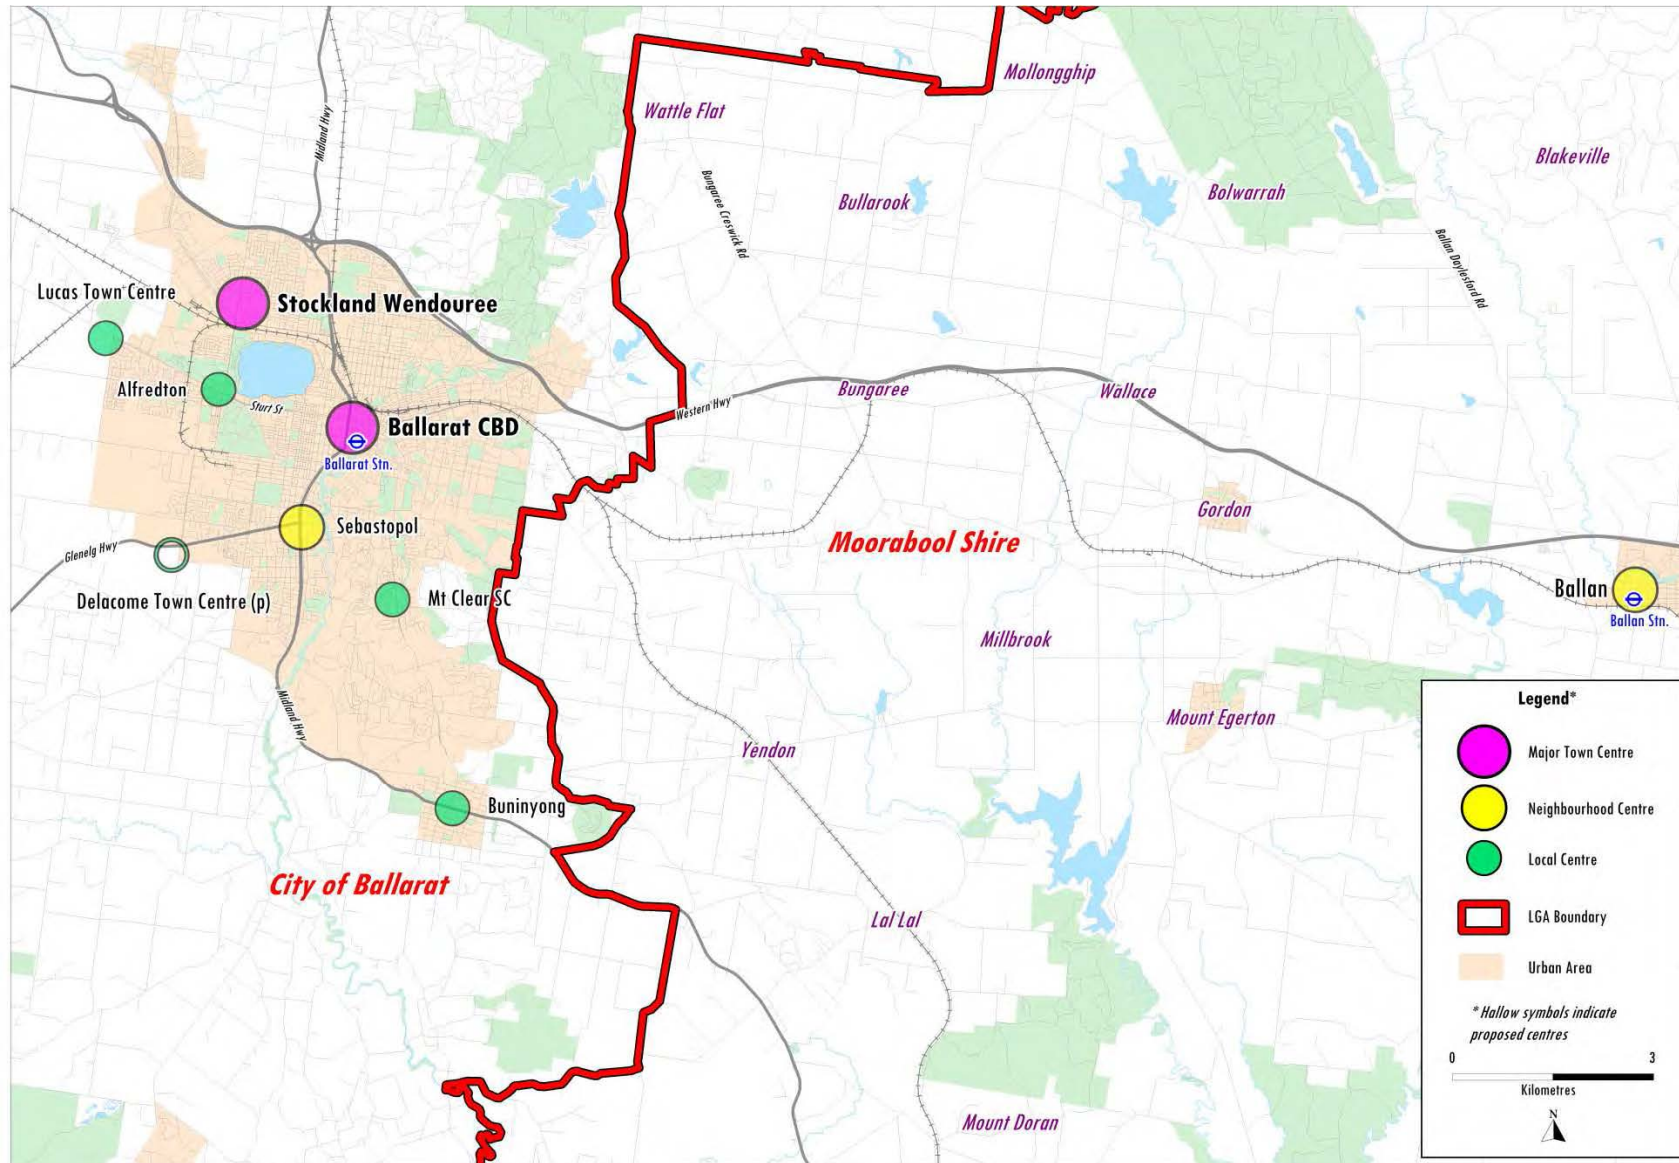 Mollongghip
Midland Hwy
Wattle Flat
Blakeville
Bungaree Creswick Rd
Bullarook
Bolwarrah
Ballan Daylesford Rd
Lucas Town Centre
Stockland Wendouree
Alfredton
Sturt St
Bungaree
Wallace
Western Hwy
Ballarat CBD
Ballarat Stn.
Gordon
Sebastopol
Glenelg Hwy
Moorabool Shire
Delacome Town Centre (p)
Mt Clear SC
Ballan
Ballan Stn.
Millbrook
Midland Hwy
Mount Egerton
Yendon
Buninyong
City of Ballarat
Lal Lal
Mount Doran
Legend*
Major Town Centre
Neighbourhood Centre
Local Centre
LGA Boundary
Urban Area
* Hallow symbols indicate
proposed centres
0 3
Kilometres
N